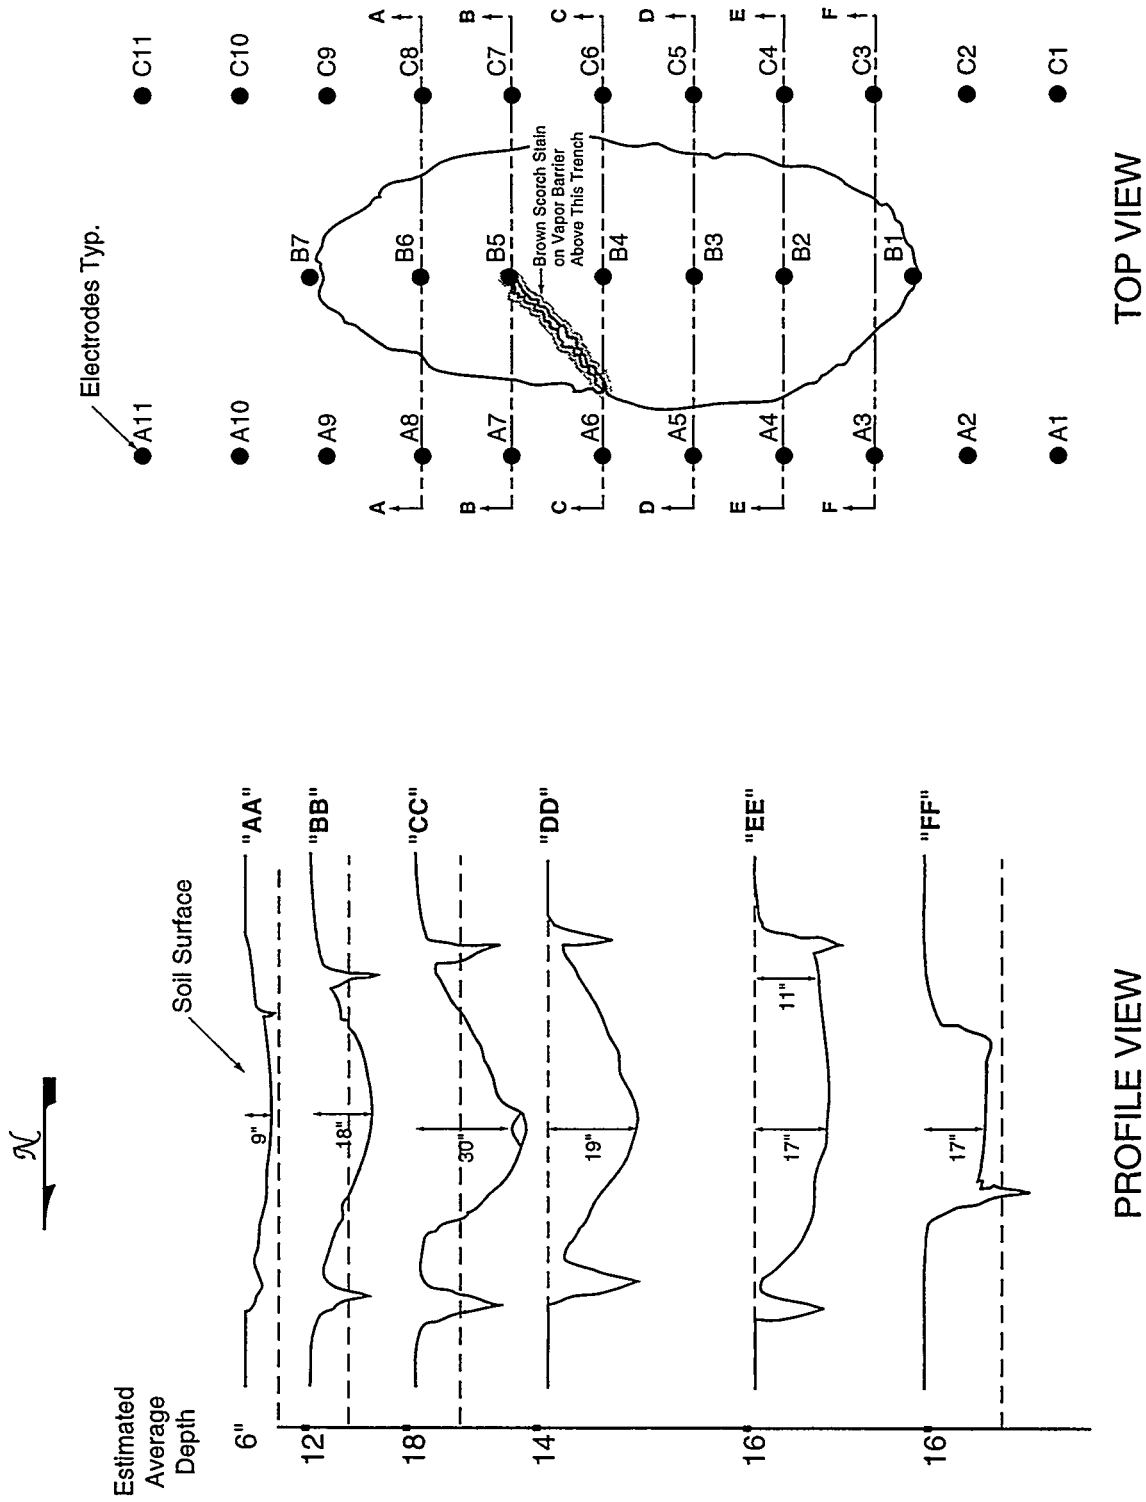 N
Estimated
Average
Depth
6"
12
18
14
16
16
Soil Surface
"AA"
"BB"
"CC"
"DD"
"EE"
"FF"
9"
18"
30"
19"
17"
11"
17"
PROFILE VIEW
Electrodes Typ.
A11
A10
A9
A8
A7
A6
A5
A4
A3
A2
A1
B7
B6
B5
B4
B3
B2
B1
C11
C10
C9
C8
C7
C6
C5
C4
C3
C2
C1
A
B
C
D
E
F
A
B
C
D
E
F
Brown Scorch Stain
on Vapor Barrier
Above This Trench
TOP VIEW